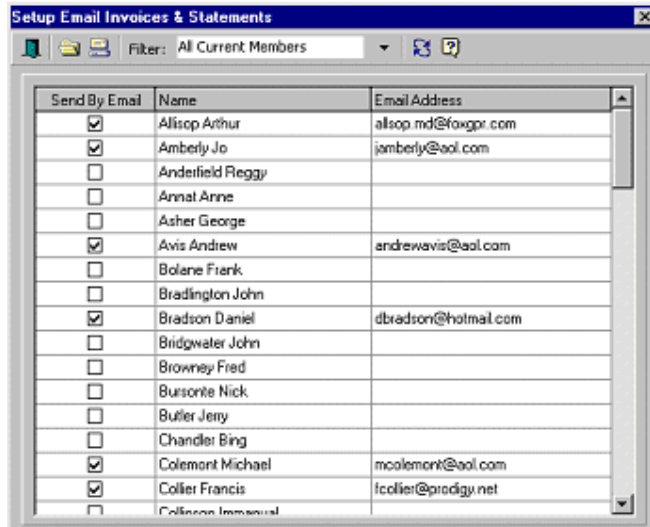 Setup Email Invoices & Statements
Filter: All Current Members
Send By Email Name Email Address
Allsop Arthur allsop.md@foxgpr.com
Amberly Jo jamberly@aol.com
Anderfield Reggy
Annat Anne
Asher George
Avis Andrew andrewavis@aol.com
Bolane Frank
Bradlington John
Bradson Daniel dbradson@hotmail.com
Bridgwater John
Browney Fred
Bursonte Nick
Butler Jerry
Chandler Bing
Colemont Michael mcolemont@aol.com
Collier Francis fcollier@prodigy.net
Collinson Immanual